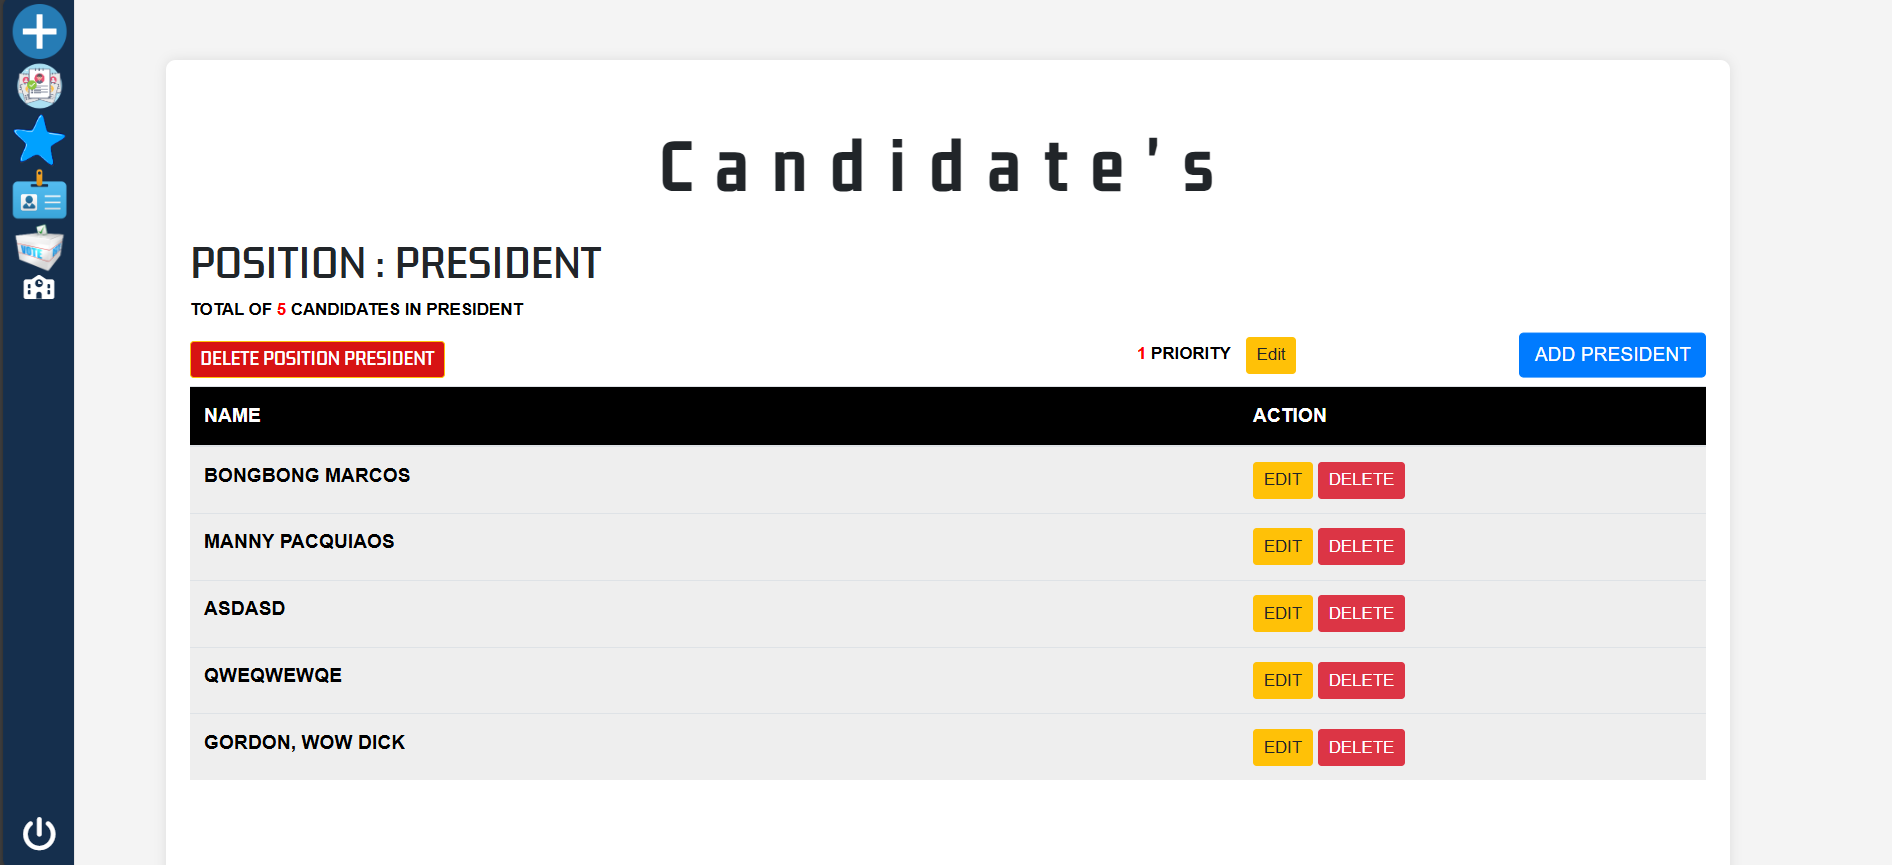 Candidate's
POSITION : PRESIDENT
TOTAL OF 5 CANDIDATES IN PRESIDENT
DELETE POSITION PRESIDENT
1 PRIORITY Edit
ADD PRESIDENT
NAME ACTION
BONGBONG MARCOS EDIT DELETE
MANNY PACQUIAOS EDIT DELETE
ASDASD EDIT DELETE
QWEQWEWQE EDIT DELETE
GORDON, WOW DICK EDIT DELETE
VOTE